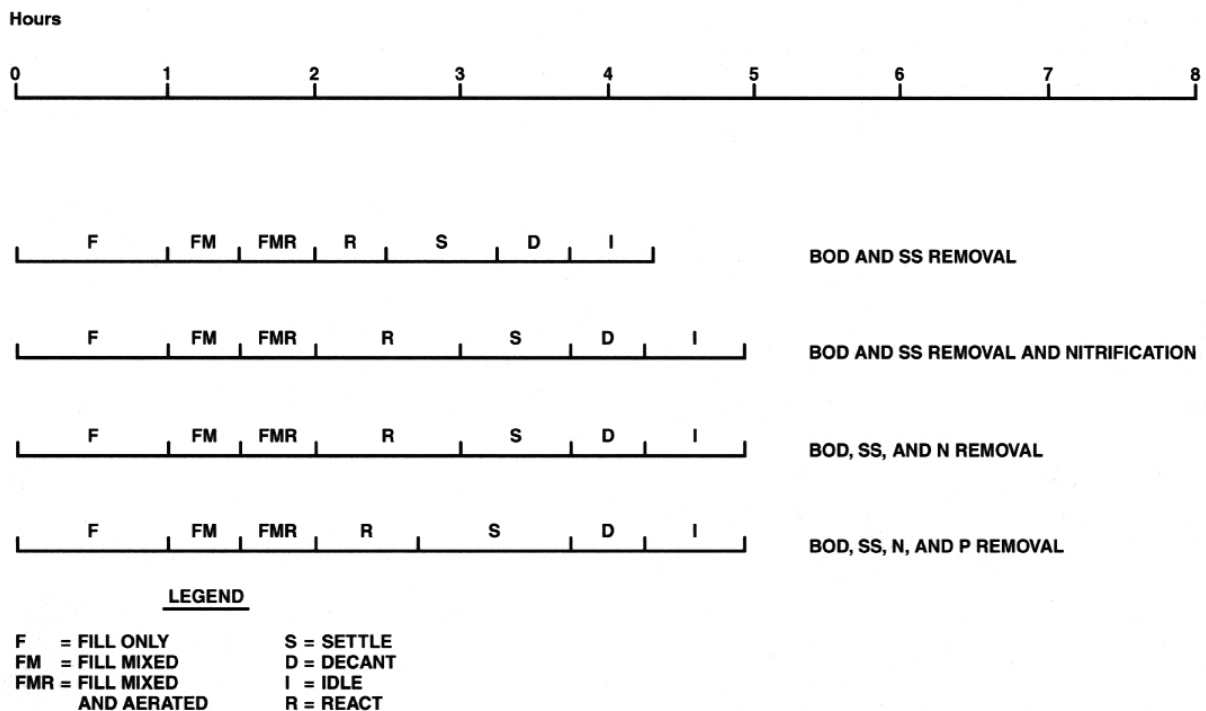 Hours
0 1 2 3 4 5 6 7 8
F FM FMR R S D I
BOD AND SS REMOVAL
F FM FMR R S D I
BOD AND SS REMOVAL AND NITRIFICATION
F FM FMR R S D I
BOD, SS, AND N REMOVAL
F FM FMR R S D I
BOD, SS, N, AND P REMOVAL
LEGEND
F = FILL ONLY
FM = FILL MIXED
FMR = FILL MIXED
AND AERATED
S = SETTLE
D = DECANT
I = IDLE
R = REACT